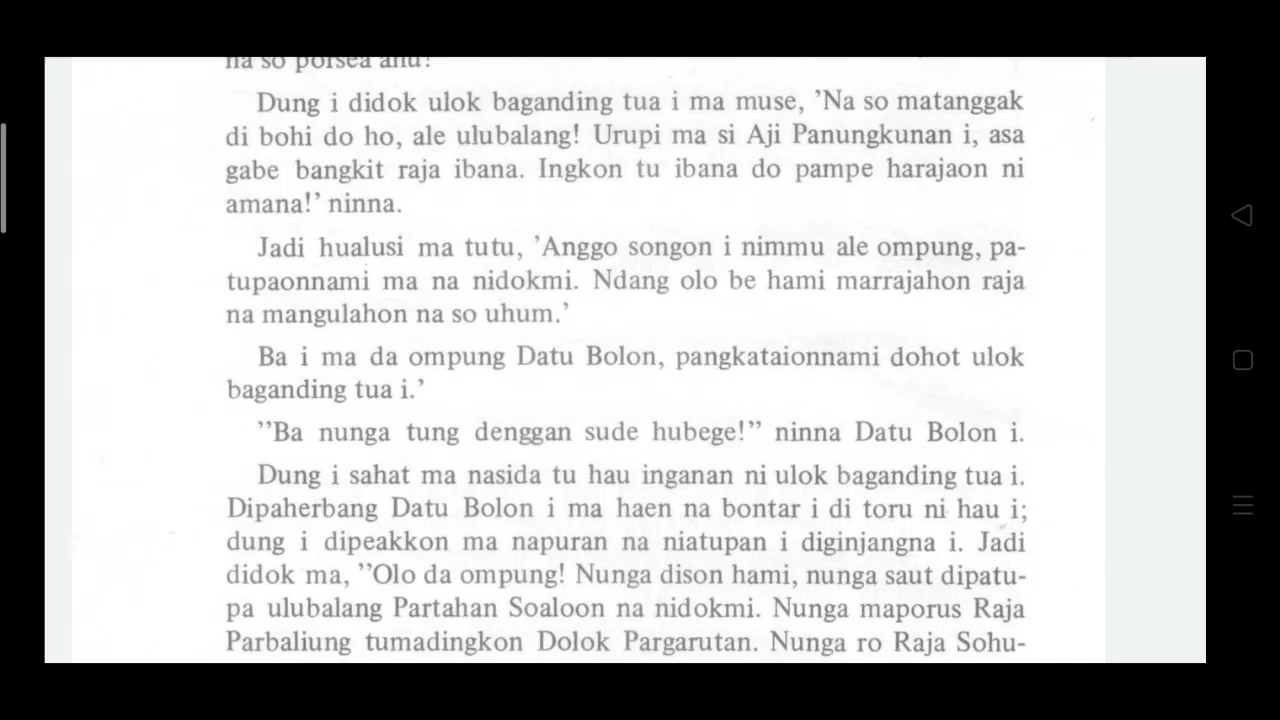 na so porsea ahu!
Dung i didok ulok baganding tua i ma muse, ’Na so matanggak
di bohi do ho, ale ulubalang! Urupi ma si Aji Panungkunan i, asa
gabe bangkit raja ibana. Ingkon tu ibana do pampe harajaon ni
amana!’ ninna.
Jadi hualusi ma tutu, ’Anggo songon i nimmu ale ompung, pa-
tupaonnami ma na nidokmi. Ndang olo be hami marrajahon raja
na mangulahon na so uhum.’
Ba i ma da ompung Datu Bolon, pangkataionnami dohot ulok
baganding tua i.’
’’Ba nunga tung denggan sude hubege!” ninna Datu Bolon i.
Dung i sahat ma nasida tu hau inganan ni ulok baganding tua i.
Dipaherbang Datu Bolon i ma haen na bontar i di toru ni hau i;
dung i dipeakkon ma napuran na niatupan i diginjangna i. Jadi
didok ma, ’’Olo da ompung! Nunga dison hami, nunga saut dipatu-
pa ulubalang Partahan Soaloon na nidokmi. Nunga maporus Raja
Parbaliung tumadingkon Dolok Pargarutan. Nunga ro Raja Sohu-